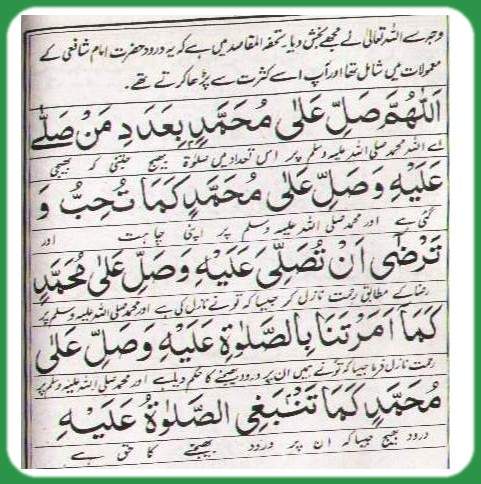 وجہ سے اللہ تعالیٰ نے مجھے بخش دیا۔ تحفۃ المقاصد میں ہے کہ یہ درود حضرت امام شافعی کے
معمولات میں شامل تھا اور آپ اسے کثرت سے پڑھا کرتے تھے۔
اَللّٰهُمَّ صَلِّ عَلٰى مُحَمَّدٍ بِعَدَدِ مَنْ صَلّٰے
اے اللہ محمد صلی اللہ علیہ وسلم پر اس تعداد میں صلوٰۃ بھیج جتنی کہ بھیجی
عَلَيْهِ وَصَلِّ عَلٰى مُحَمَّدٍ كَمَا تُحِبُّ وَ
گئی ہے اور محمد صلی اللہ علیہ وسلم پر اپنی چاہت اور
تَرْضٰى اَنْ تُصَلّٰى عَلَيْهِ وَصَلِّ عَلٰى مُحَمَّدٍ
رضا کے مطابق رحمت نازل کر جیسا کہ تو نے نازل کی ہے اور محمد صلی اللہ علیہ وسلم پر
كَمَا اَمَرْتَنَا بِالصَّلٰوةِ عَلَيْهِ وَصَلِّ عَلٰى
رحمت نازل فرما جیسا کہ تو نے ہمیں ان پر درود بھیجنے کا حکم دیا ہے اور محمد صلی اللہ علیہ وسلم پر
مُحَمَّدٍ كَمَا تَنْبَغِى الصَّلٰوةُ عَلَيْهِ
درود بھیج جیسا کہ ان پر درود بھیجنے کا حق ہے